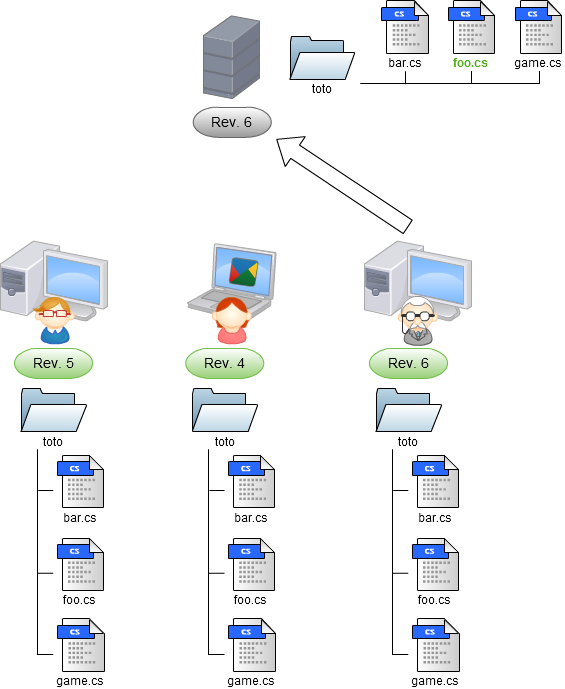 CS CS CS
bar.cs foo.cs game.cs
toto
Rev. 6
Rev. 5 Rev. 4 Rev. 6
toto toto toto
CS CS CS
bar.cs bar.cs bar.cs
CS CS CS
foo.cs foo.cs foo.cs
CS CS CS
game.cs game.cs game.cs